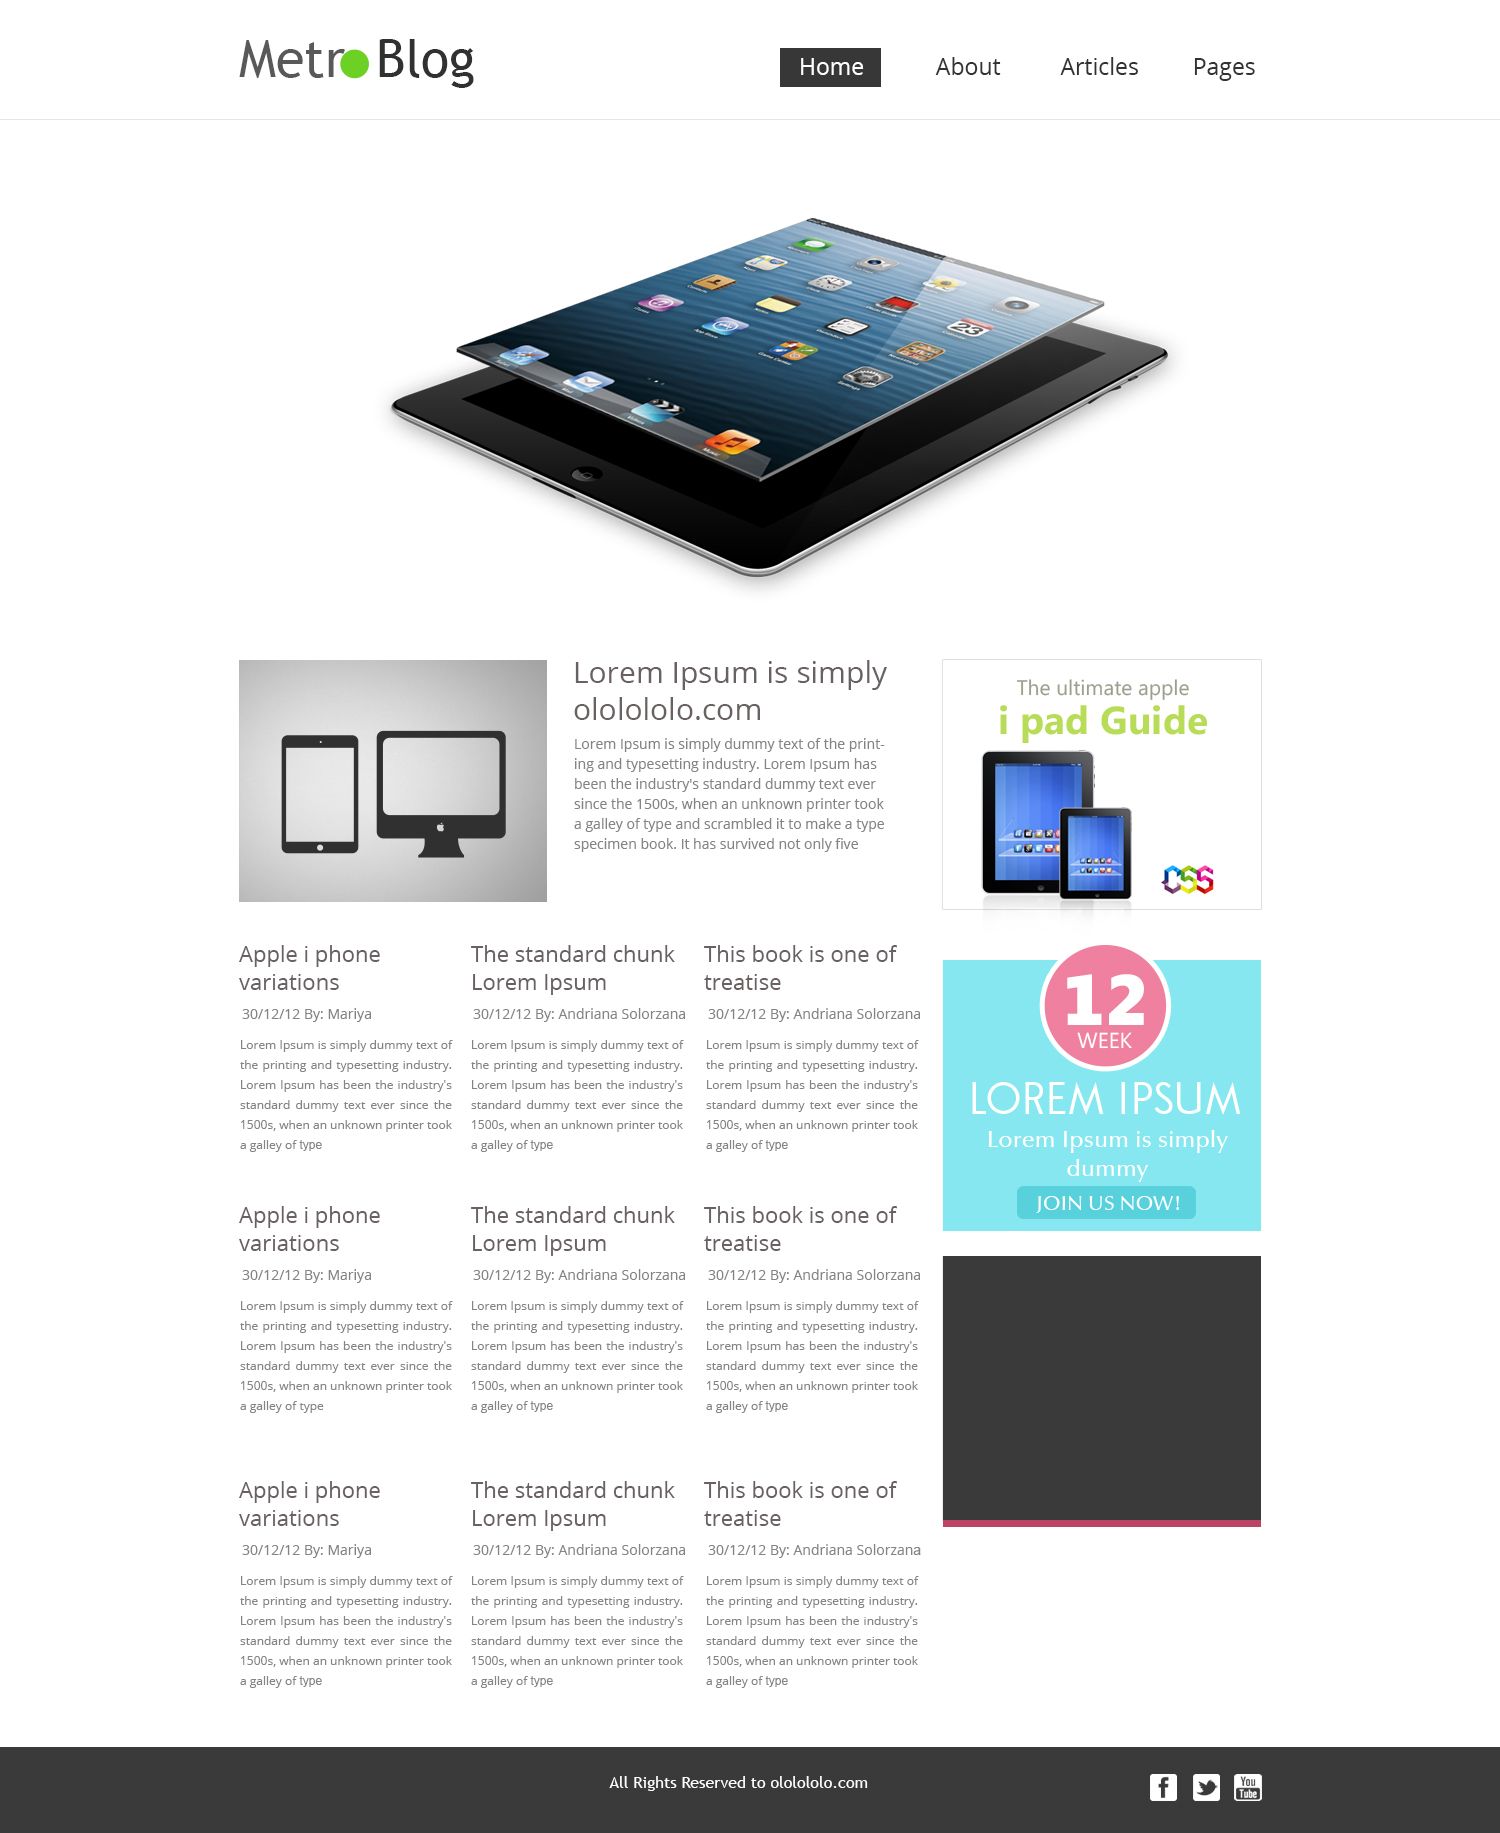 Metro Blog
Home About Articles Pages
Lorem Ipsum is simply
ololololo.com
Lorem Ipsum is simply dummy text of the print-
ing and typesetting industry. Lorem Ipsum has
been the industry's standard dummy text ever
since the 1500s, when an unknown printer took
a galley of type and scrambled it to make a type
specimen book. It has survived not only five
The ultimate apple
i pad Guide
CSS
Apple i phone
variations
30/12/12 By: Mariya
Lorem Ipsum is simply dummy text of
the printing and typesetting industry.
Lorem Ipsum has been the industry's
standard dummy text ever since the
1500s, when an unknown printer took
a galley of type
The standard chunk
Lorem Ipsum
30/12/12 By: Andriana Solorzana
Lorem Ipsum is simply dummy text of
the printing and typesetting industry.
Lorem Ipsum has been the industry's
standard dummy text ever since the
1500s, when an unknown printer took
a galley of type
This book is one of
treatise
30/12/12 By: Andriana Solorzana
Lorem Ipsum is simply dummy text of
the printing and typesetting industry.
Lorem Ipsum has been the industry's
standard dummy text ever since the
1500s, when an unknown printer took
a galley of type
12
WEEK
LOREM IPSUM
Lorem Ipsum is simply
dummy
JOIN US NOW!
Apple i phone
variations
30/12/12 By: Mariya
Lorem Ipsum is simply dummy text of
the printing and typesetting industry.
Lorem Ipsum has been the industry's
standard dummy text ever since the
1500s, when an unknown printer took
a galley of type
The standard chunk
Lorem Ipsum
30/12/12 By: Andriana Solorzana
Lorem Ipsum is simply dummy text of
the printing and typesetting industry.
Lorem Ipsum has been the industry's
standard dummy text ever since the
1500s, when an unknown printer took
a galley of type
This book is one of
treatise
30/12/12 By: Andriana Solorzana
Lorem Ipsum is simply dummy text of
the printing and typesetting industry.
Lorem Ipsum has been the industry's
standard dummy text ever since the
1500s, when an unknown printer took
a galley of type
Apple i phone
variations
30/12/12 By: Mariya
Lorem Ipsum is simply dummy text of
the printing and typesetting industry.
Lorem Ipsum has been the industry's
standard dummy text ever since the
1500s, when an unknown printer took
a galley of type
The standard chunk
Lorem Ipsum
30/12/12 By: Andriana Solorzana
Lorem Ipsum is simply dummy text of
the printing and typesetting industry.
Lorem Ipsum has been the industry's
standard dummy text ever since the
1500s, when an unknown printer took
a galley of type
This book is one of
treatise
30/12/12 By: Andriana Solorzana
Lorem Ipsum is simply dummy text of
the printing and typesetting industry.
Lorem Ipsum has been the industry's
standard dummy text ever since the
1500s, when an unknown printer took
a galley of type
All Rights Reserved to ololololo.com
You
Tube